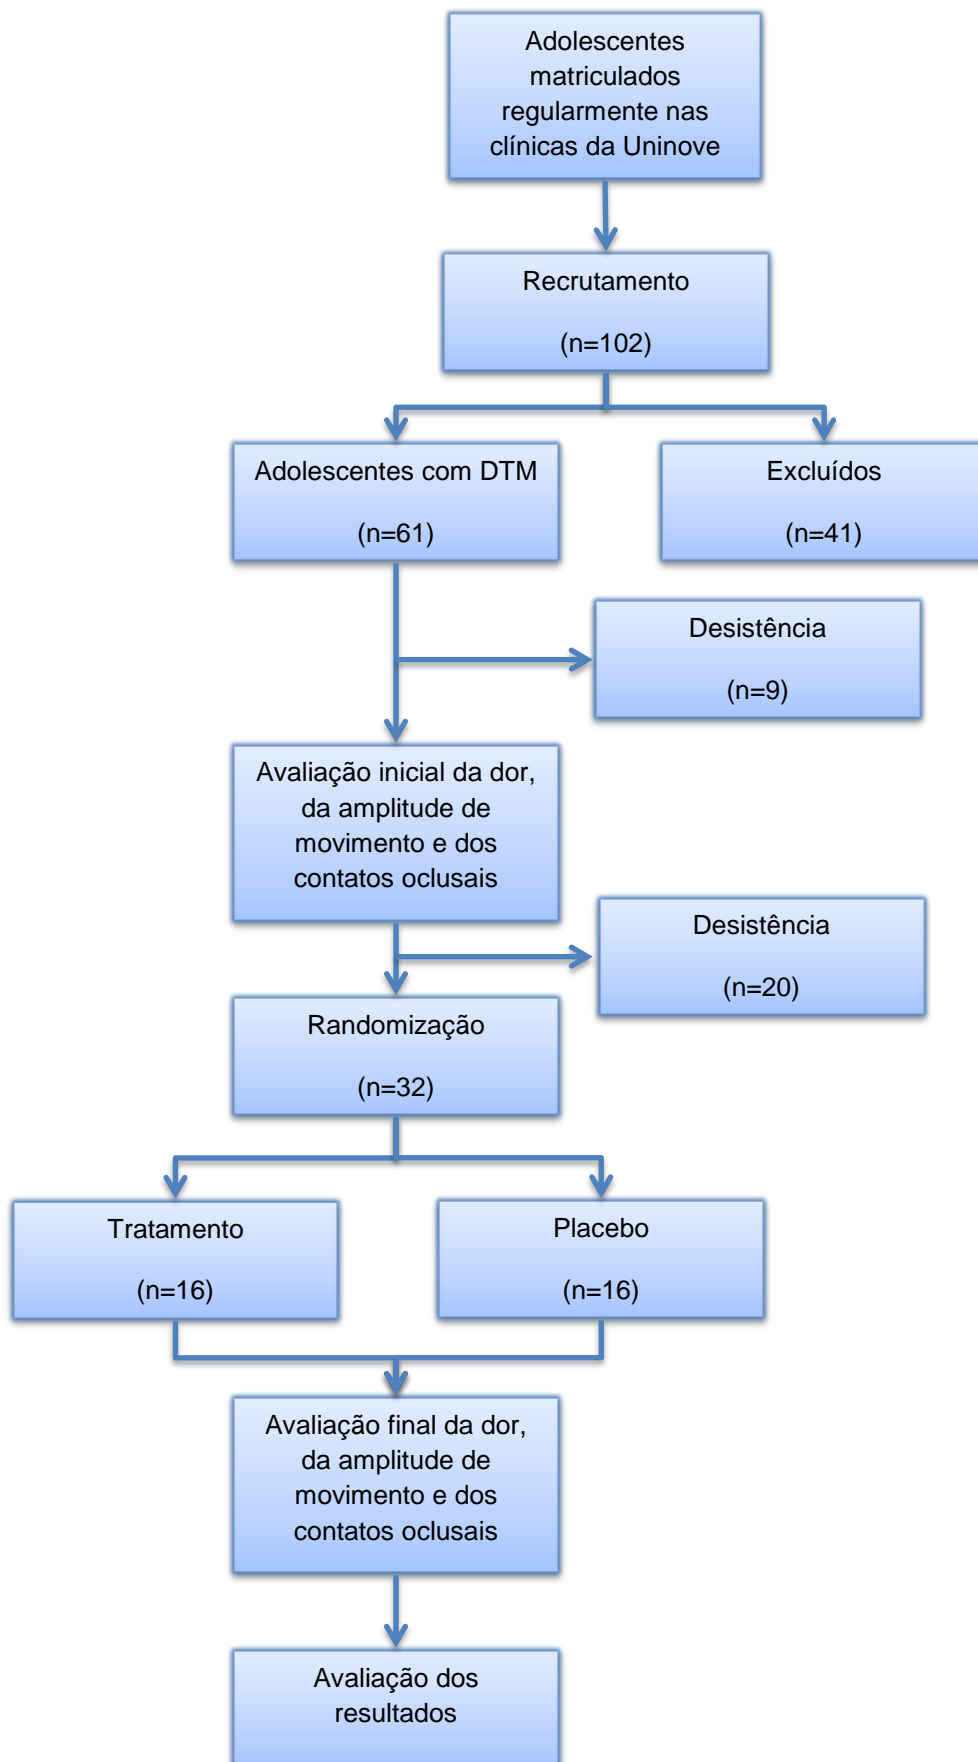 Adolescentes
matriculados
regularmente nas
clínicas da Uninove
Recrutamento
(n=102)
Adolescentes com DTM
(n=61)
Excluídos
(n=41)
Desistência
(n=9)
Avaliação inicial da dor,
da amplitude de
movimento e dos
contatos oclusais
Desistência
(n=20)
Randomização
(n=32)
Tratamento
(n=16)
Placebo
(n=16)
Avaliação final da dor,
da amplitude de
movimento e dos
contatos oclusais
Avaliação dos
resultados